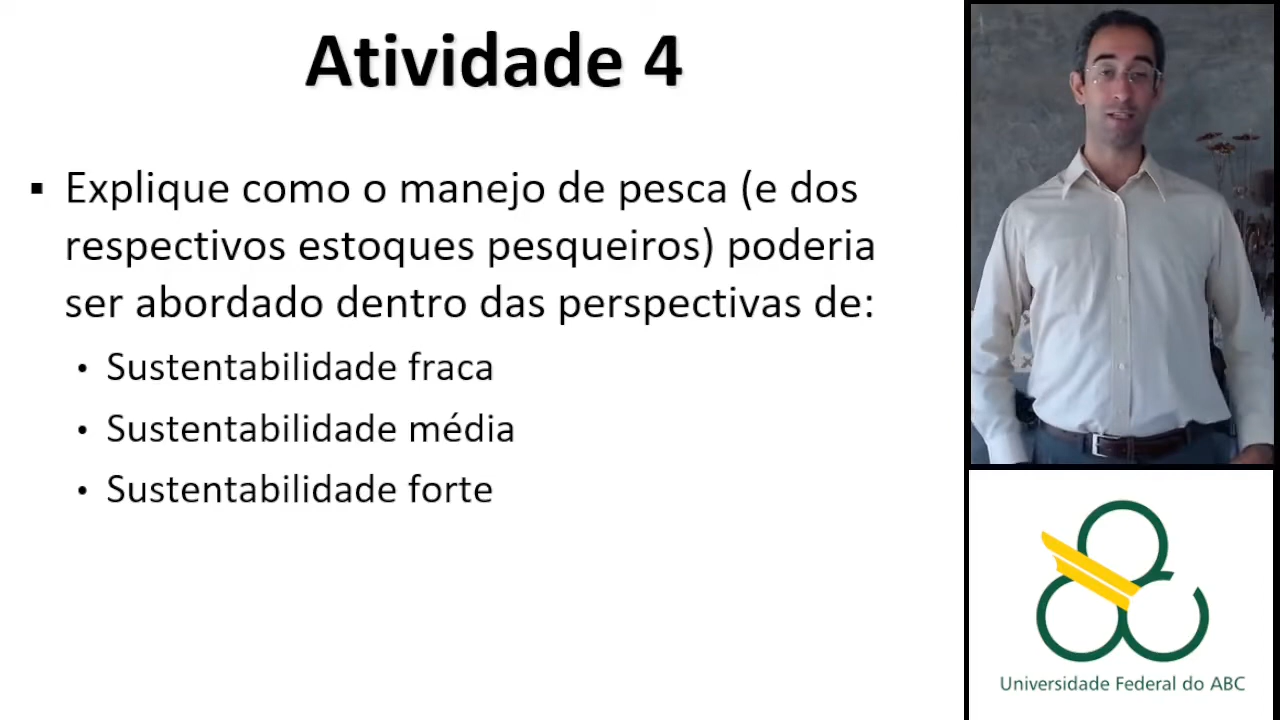 Atividade 4
▪ Explique como o manejo de pesca (e dos
respectivos estoques pesqueiros) poderia
ser abordado dentro das perspectivas de:
• Sustentabilidade fraca
• Sustentabilidade média
• Sustentabilidade forte
Universidade Federal do ABC